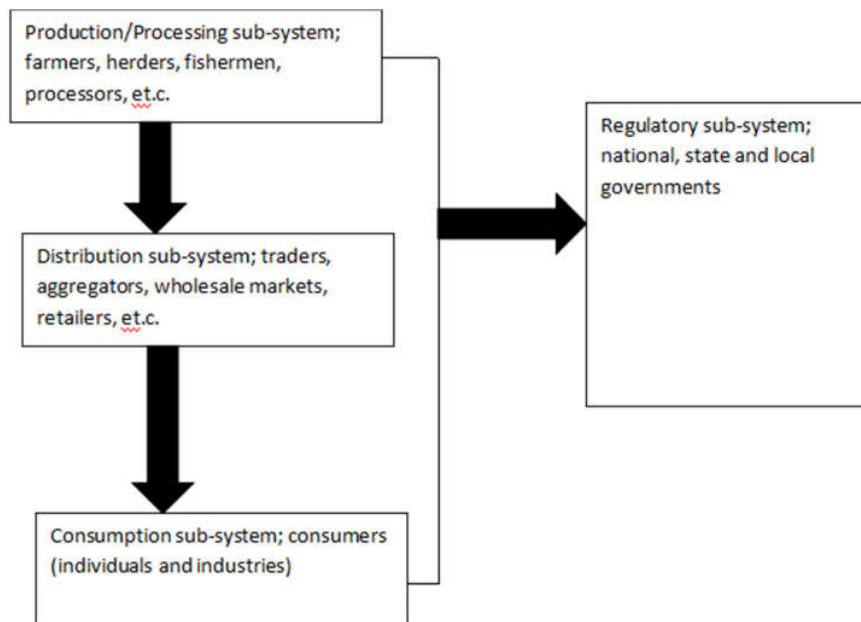 Production/Processing sub-system;
farmers, herders, fishermen,
processors, et.c.
Regulatory sub-system;
national, state and local
governments
Distribution sub-system; traders,
aggregators, wholesale markets,
retailers, et.c.
Consumption sub-system; consumers
(individuals and industries)